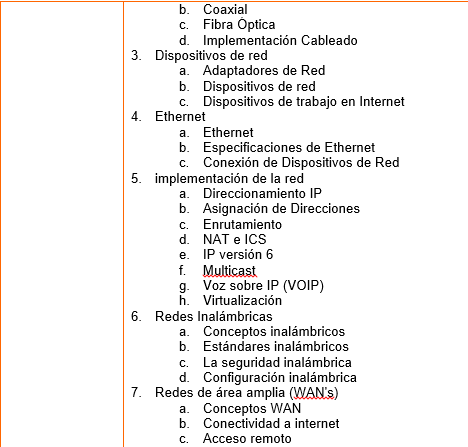 b. Coaxial
c. Fibra Óptica
d. Implementación Cableado
3. Dispositivos de red
a. Adaptadores de Red
b. Dispositivos de red
c. Dispositivos de trabajo en Internet
4. Ethernet
a. Ethernet
b. Especificaciones de Ethernet
c. Conexión de Dispositivos de Red
5. implementación de la red
a. Direccionamiento IP
b. Asignación de Direcciones
c. Enrutamiento
d. NAT e ICS
e. IP versión 6
f. Multicast
g. Voz sobre IP (VOIP)
h. Virtualización
6. Redes Inalámbricas
a. Conceptos inalámbricos
b. Estándares inalámbricos
c. La seguridad inalámbrica
d. Configuración inalámbrica
7. Redes de área amplia (WAN's)
a. Conceptos WAN
b. Conectividad a internet
c. Acceso remoto